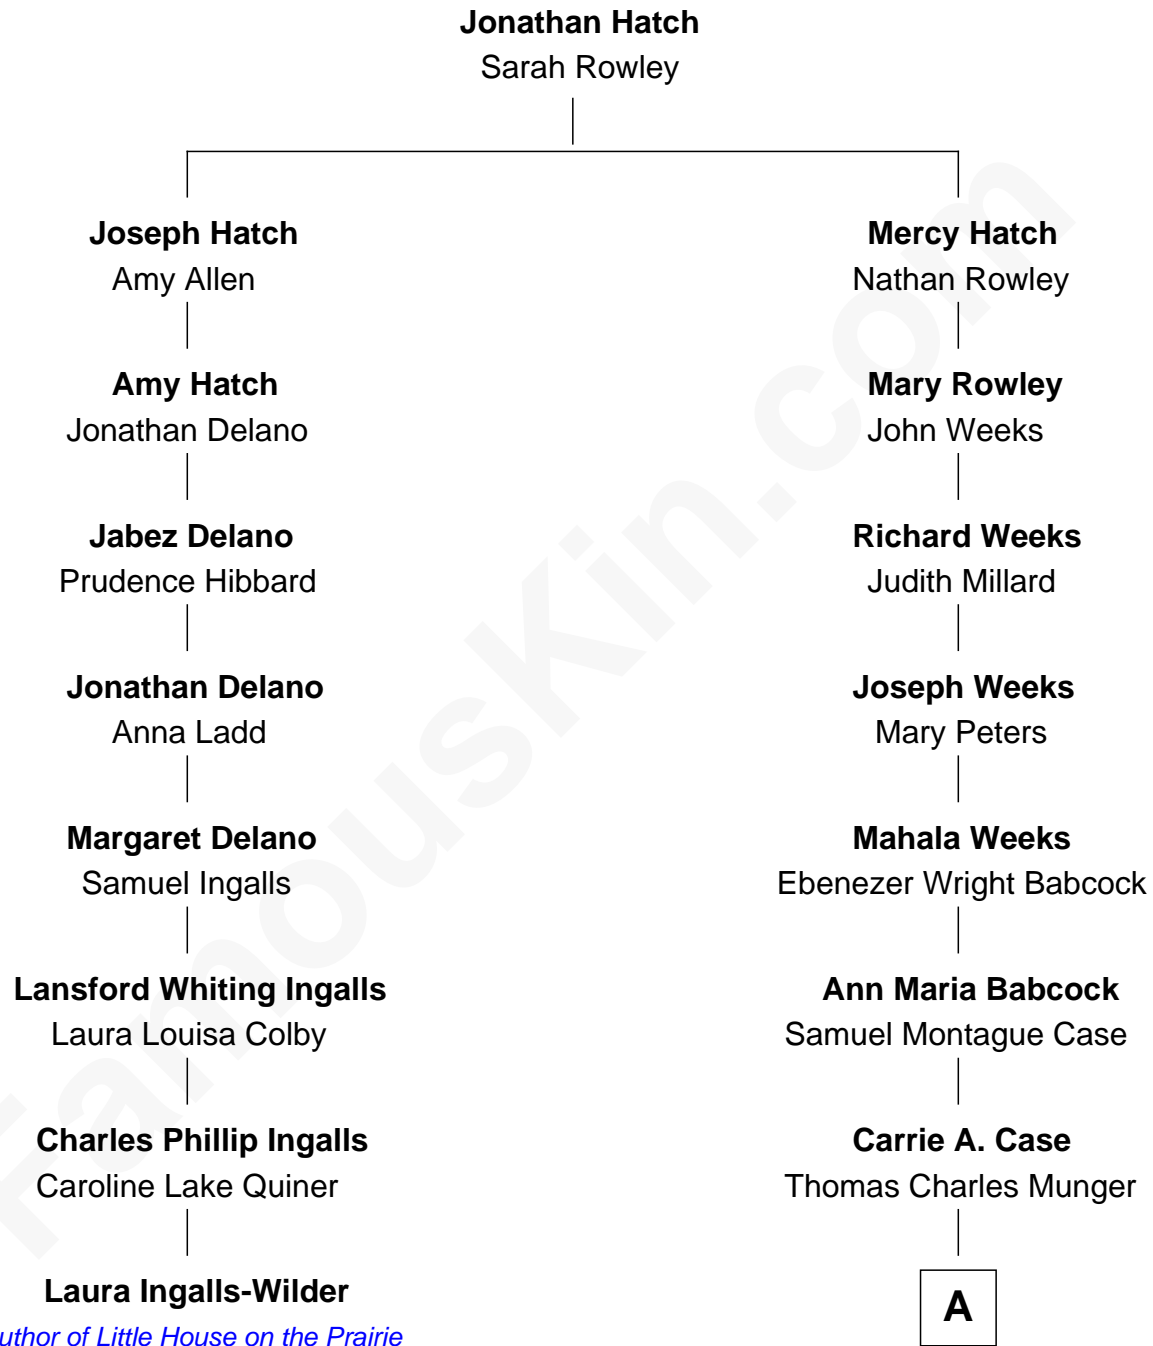 Jonathan Hatch
Sarah Rowley
Joseph Hatch
Amy Allen
Mercy Hatch
Nathan Rowley
Amy Hatch
Jonathan Delano
Mary Rowley
John Weeks
Jabez Delano
Prudence Hibbard
Richard Weeks
Judith Millard
Jonathan Delano
Anna Ladd
Joseph Weeks
Mary Peters
Margaret Delano
Samuel Ingalls
Mahala Weeks
Ebenezer Wright Babcock
Lansford Whiting Ingalls
Laura Louisa Colby
Ann Maria Babcock
Samuel Montague Case
Charles Phillip Ingalls
Caroline Lake Quiner
Carrie A. Case
Thomas Charles Munger
Laura Ingalls-Wilder
uthor of Little House on the Prairie
A
FamousKin.com